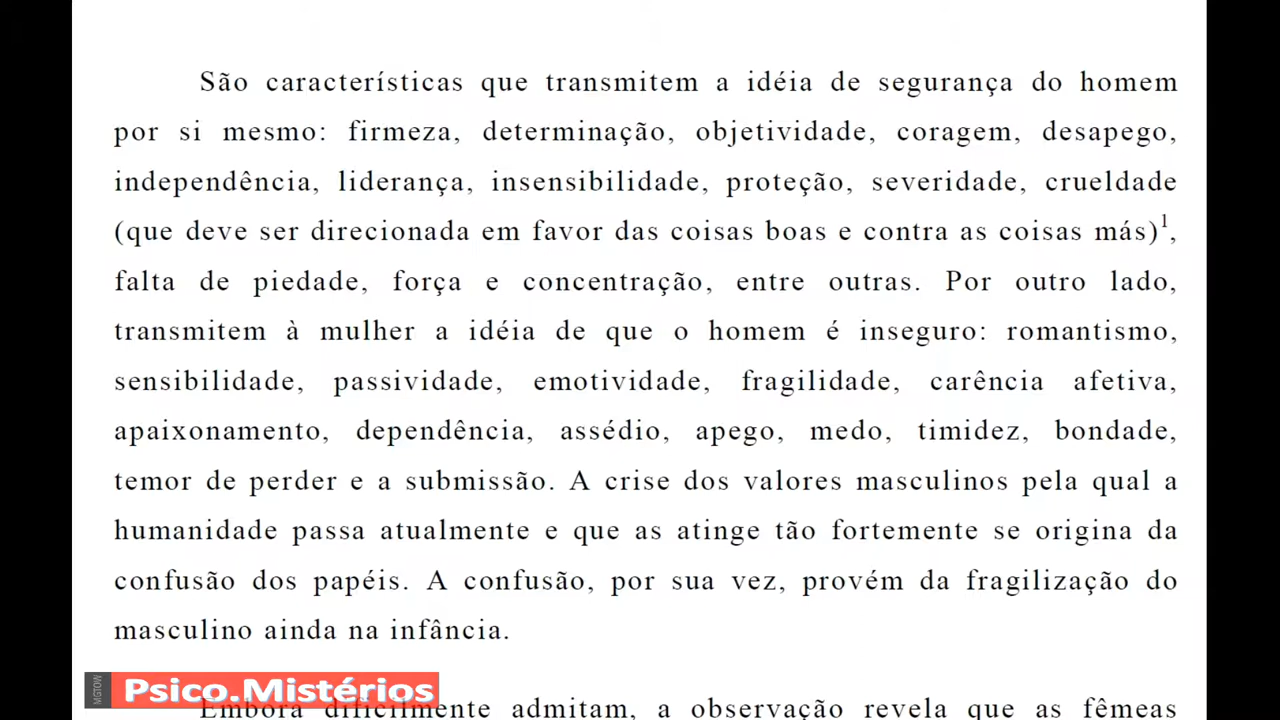 São características que transmitem a idéia de segurança do homem
por si mesmo: firmeza, determinação, objetividade, coragem, desapego,
independência, liderança, insensibilidade, proteção, severidade, crueldade
(que deve ser direcionada em favor das coisas boas e contra as coisas más)¹,
falta de piedade, força e concentração, entre outras. Por outro lado,
transmitem à mulher a idéia de que o homem é inseguro: romantismo,
sensibilidade, passividade, emotividade, fragilidade, carência afetiva,
apaixonamento, dependência, assédio, apego, medo, timidez, bondade,
temor de perder e a submissão. A crise dos valores masculinos pela qual a
humanidade passa atualmente e que as atinge tão fortemente se origina da
confusão dos papéis. A confusão, por sua vez, provém da fragilização do
masculino ainda na infância.
MGTOW
Psico.Mistérios
Embora dificilmente admitam, a observação revela que as fêmeas